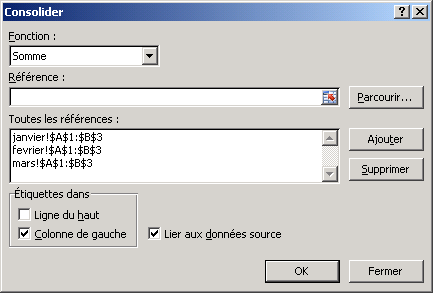 Consolider
Fonction :
Somme
Référence :
Parcourir...
Toutes les références :
janvier!$A$1:$B$3
fevrier!$A$1:$B$3
mars!$A$1:$B$3
Ajouter
Supprimer
Étiquettes dans
Ligne du haut
Colonne de gauche
Lier aux données source
OK
Fermer